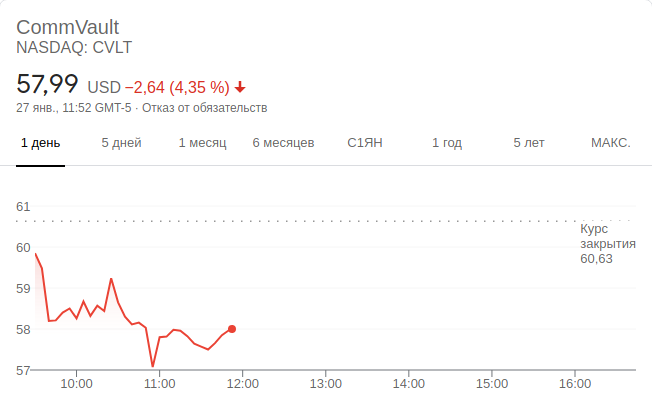 CommVault
NASDAQ: CVLT
57,99 USD −2,64 (4,35 %)
27 янв., 11:52 GMT-5 · Отказ от обязательств
1 день 5 дней 1 месяц 6 месяцев С1ЯН 1 год 5 лет МАКС.
61
Курс
закрытия
60,63
60
59
58
57
10:00 11:00 12:00 13:00 14:00 15:00 16:00